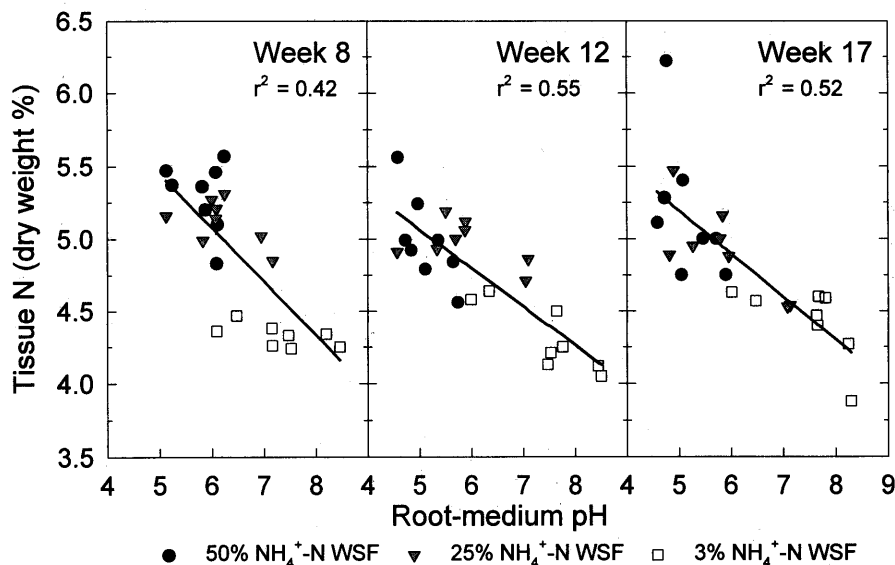 6.5
6.0
5.5
5.0
4.5
4.0
3.5
Tissue N (dry weight %)
Week 8
r² = 0.42
Week 12
r² = 0.55
Week 17
r² = 0.52
4 5 6 7 8 4 5 6 7 8 4 5 6 7 8 9
Root-medium pH
50% NH₄⁺-N WSF 25% NH₄⁺-N WSF 3% NH₄⁺-N WSF